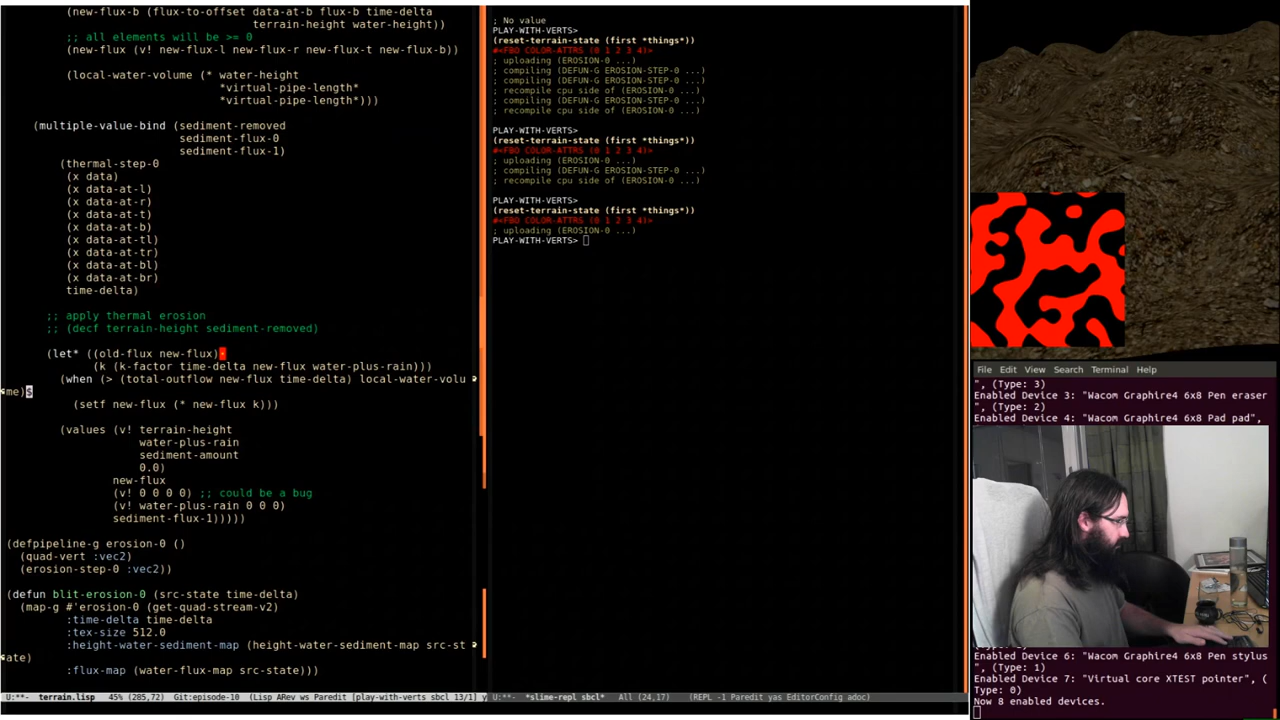 (new-flux-b (flux-to-offset data-at-b flux-b time-delta
terrain-height water-height))
;; all elements will be >= 0
(new-flux (v! new-flux-l new-flux-r new-flux-t new-flux-b))
(local-water-volume (* water-height
*virtual-pipe-length*
*virtual-pipe-length*)))
(multiple-value-bind (sediment-removed
sediment-flux-0
sediment-flux-1)
(thermal-step-0
(x data)
(x data-at-l)
(x data-at-r)
(x data-at-t)
(x data-at-b)
(x data-at-tl)
(x data-at-tr)
(x data-at-bl)
(x data-at-br)
time-delta)
;; apply thermal erosion
;; (decf terrain-height sediment-removed)
(let* ((old-flux new-flux)
(k (k-factor time-delta new-flux water-plus-rain)))
(when (> (total-outflow new-flux time-delta) local-water-volu
me)
(setf new-flux (* new-flux k)))
(values (v! terrain-height
water-plus-rain
sediment-amount
0.0)
new-flux
(v! 0 0 0 0) ;; could be a bug
(v! water-plus-rain 0 0 0)
sediment-flux-1)))))
(defpipeline-g erosion-0 ()
(quad-vert :vec2)
(erosion-step-0 :vec2))
(defun blit-erosion-0 (src-state time-delta)
(map-g #'erosion-0 (get-quad-stream-v2)
:time-delta time-delta
:tex-size 512.0
:height-water-sediment-map (height-water-sediment-map src-st
ate)
:flux-map (water-flux-map src-state)))
U:**- terrain.lisp 45% (285,72) Git:episode-10 (Lisp ARev ws Paredit [play-with-verts sbcl 13/1] y
; No value
PLAY-WITH-VERTS>
(reset-terrain-state (first *things*))
#<FBO COLOR-ATTRS (0 1 2 3 4)>
; uploading (EROSION-0 ...)
; compiling (DEFUN-G EROSION-STEP-0 ...)
; compiling (DEFUN-G EROSION-STEP-0 ...)
; recompile cpu side of (EROSION-0 ...)
; compiling (DEFUN-G EROSION-STEP-0 ...)
; recompile cpu side of (EROSION-0 ...)
PLAY-WITH-VERTS>
(reset-terrain-state (first *things*))
#<FBO COLOR-ATTRS (0 1 2 3 4)>
; uploading (EROSION-0 ...)
; compiling (DEFUN-G EROSION-STEP-0 ...)
; recompile cpu side of (EROSION-0 ...)
PLAY-WITH-VERTS>
(reset-terrain-state (first *things*))
#<FBO COLOR-ATTRS (0 1 2 3 4)>
; uploading (EROSION-0 ...)
PLAY-WITH-VERTS>
U:**- *slime-repl sbcl* All (24,17) (REPL -1 Paredit yas EditorConfig adoc)
File Edit View Search Terminal Help
", (Type: 3)
Enabled Device 3: "Wacom Graphire4 6x8 Pen eraser
", (Type: 2)
Enabled Device 4: "Wacom Graphire4 6x8 Pad pad",
Enabled Device 6: "Wacom Graphire4 6x8 Pen stylus
", (Type: 1)
Enabled Device 7: "Virtual core XTEST pointer", (
Type: 0)
Now 8 enabled devices.